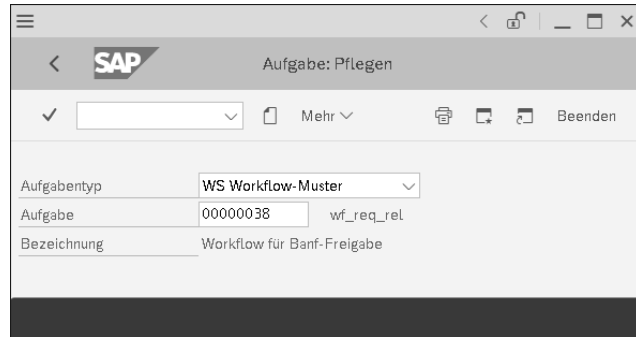 SAP
Aufgabe: Pflegen
Mehr
Beenden
Aufgabentyp WS Workflow-Muster
Aufgabe 00000038 wf_req_rel
Bezeichnung Workflow für Banf-Freigabe